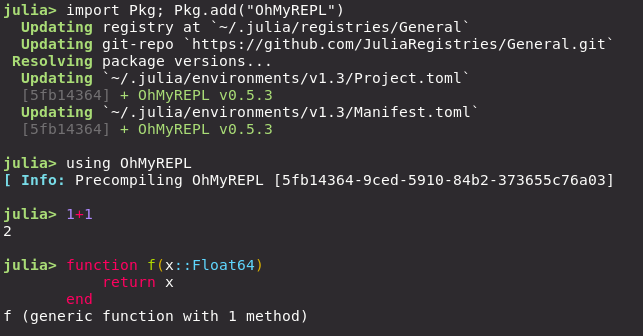 julia> import Pkg; Pkg.add("OhMyREPL")
  Updating registry at `~/.julia/registries/General`
  Updating git-repo `https://github.com/JuliaRegistries/General.git`
 Resolving package versions...
  Updating `~/.julia/environments/v1.3/Project.toml`
  [5fb14364] + OhMyREPL v0.5.3
  Updating `~/.julia/environments/v1.3/Manifest.toml`
  [5fb14364] + OhMyREPL v0.5.3
julia> using OhMyREPL
[ Info: Precompiling OhMyREPL [5fb14364-9ced-5910-84b2-373655c76a03]
julia> 1+1
2
julia> function f(x::Float64)
           return x
       end
f (generic function with 1 method)